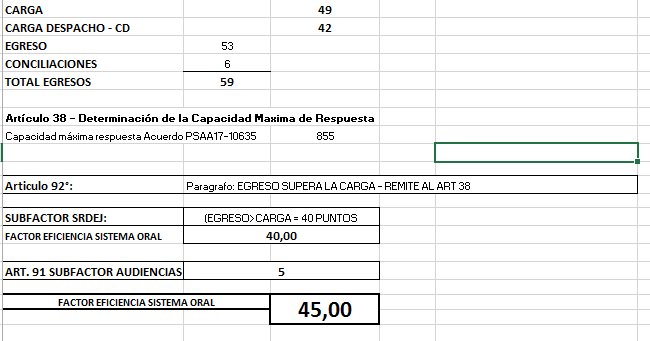 CARGA 49
CARGA DESPACHO - CD 42
EGRESO 53
CONCILIACIONES 6
TOTAL EGRESOS 59
Artículo 38 - Determinación de la Capacidad Maxima de Respuesta
Capacidad máxima respuesta Acuerdo PSAA17-10635 855
Articulo 92°: Paragrafo: EGRESO SUPERA LA CARGA - REMITE AL ART 38
SUBFACTOR SRDEJ: (EGRESO>CARGA = 40 PUNTOS
FACTOR EFICIENCIA SISTEMA ORAL 40,00
ART. 91 SUBFACTOR AUDIENCIAS 5
FACTOR EFICIENCIA SISTEMA ORAL 45,00